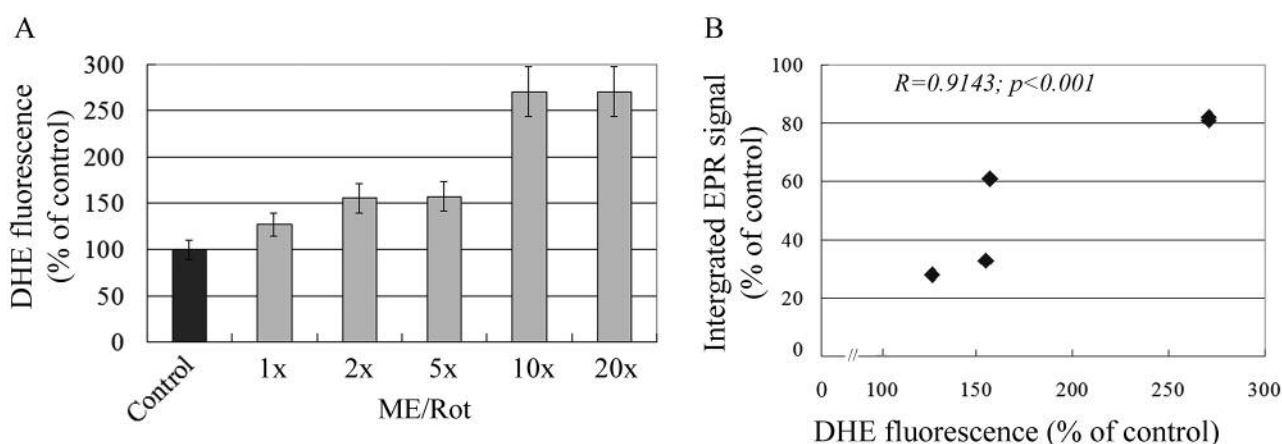 A
DHE fluorescence
(% of control)
300
250
200
150
100
50
0
Control
1x
2x
5x
10x
20x
ME/Rot
B
Intergrated EPR signal
(% of control)
100
80
60
40
20
0
R=0.9143; p<0.001
0
100
150
200
250
300
DHE fluorescence (% of control)